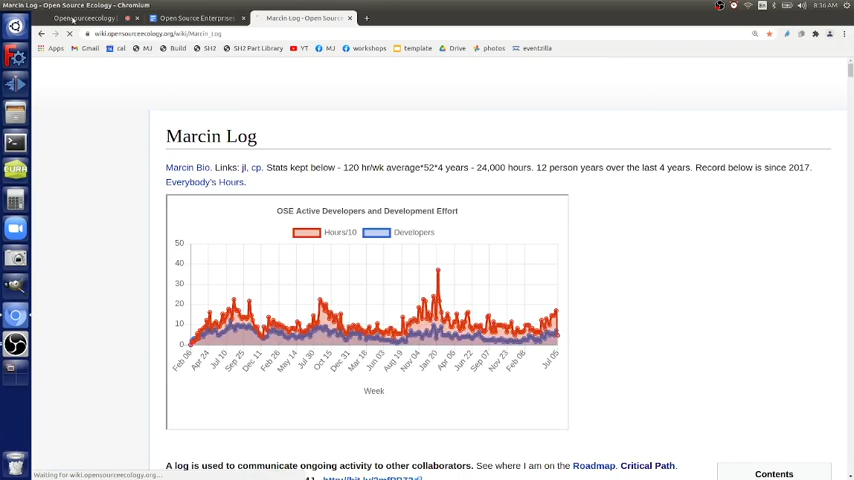 Marcin Log - Open Source Ecology - Chromium
En
8:36 AM
Opensourceecology
Open Source Enterprises
Marcin Log - Open Source
wiki.opensourceecology.org/wiki/Marcin_Log
Apps Gmail cal MJ Build SH2 SH2 Part Library YT MJ workshops template Drive photos eventzilla
Marcin Log
Marcin Bio. Links: jl, cp. Stats kept below - 120 hr/wk average*52*4 years - 24,000 hours. 12 person years over the last 4 years. Record below is since 2017.
Everybody's Hours.
OSE Active Developers and Development Effort
Hours/10 Developers
50
40
30
20
10
0
Feb 06 Apr 24 Jul 10 Sep 25 Dec 11 Feb 26 May 14 Jul 30 Oct 15 Dec 31 Mar 18 Jun 03 Aug 19 Nov 04 Jan 20 Apr 06 Jun 22 Sep 07 Nov 23 Feb 08 Jul 05
Week
A log is used to communicate ongoing activity to other collaborators. See where I am on the Roadmap. Critical Path.
Contents
CURA
Waiting for wiki.opensourceecology.org...